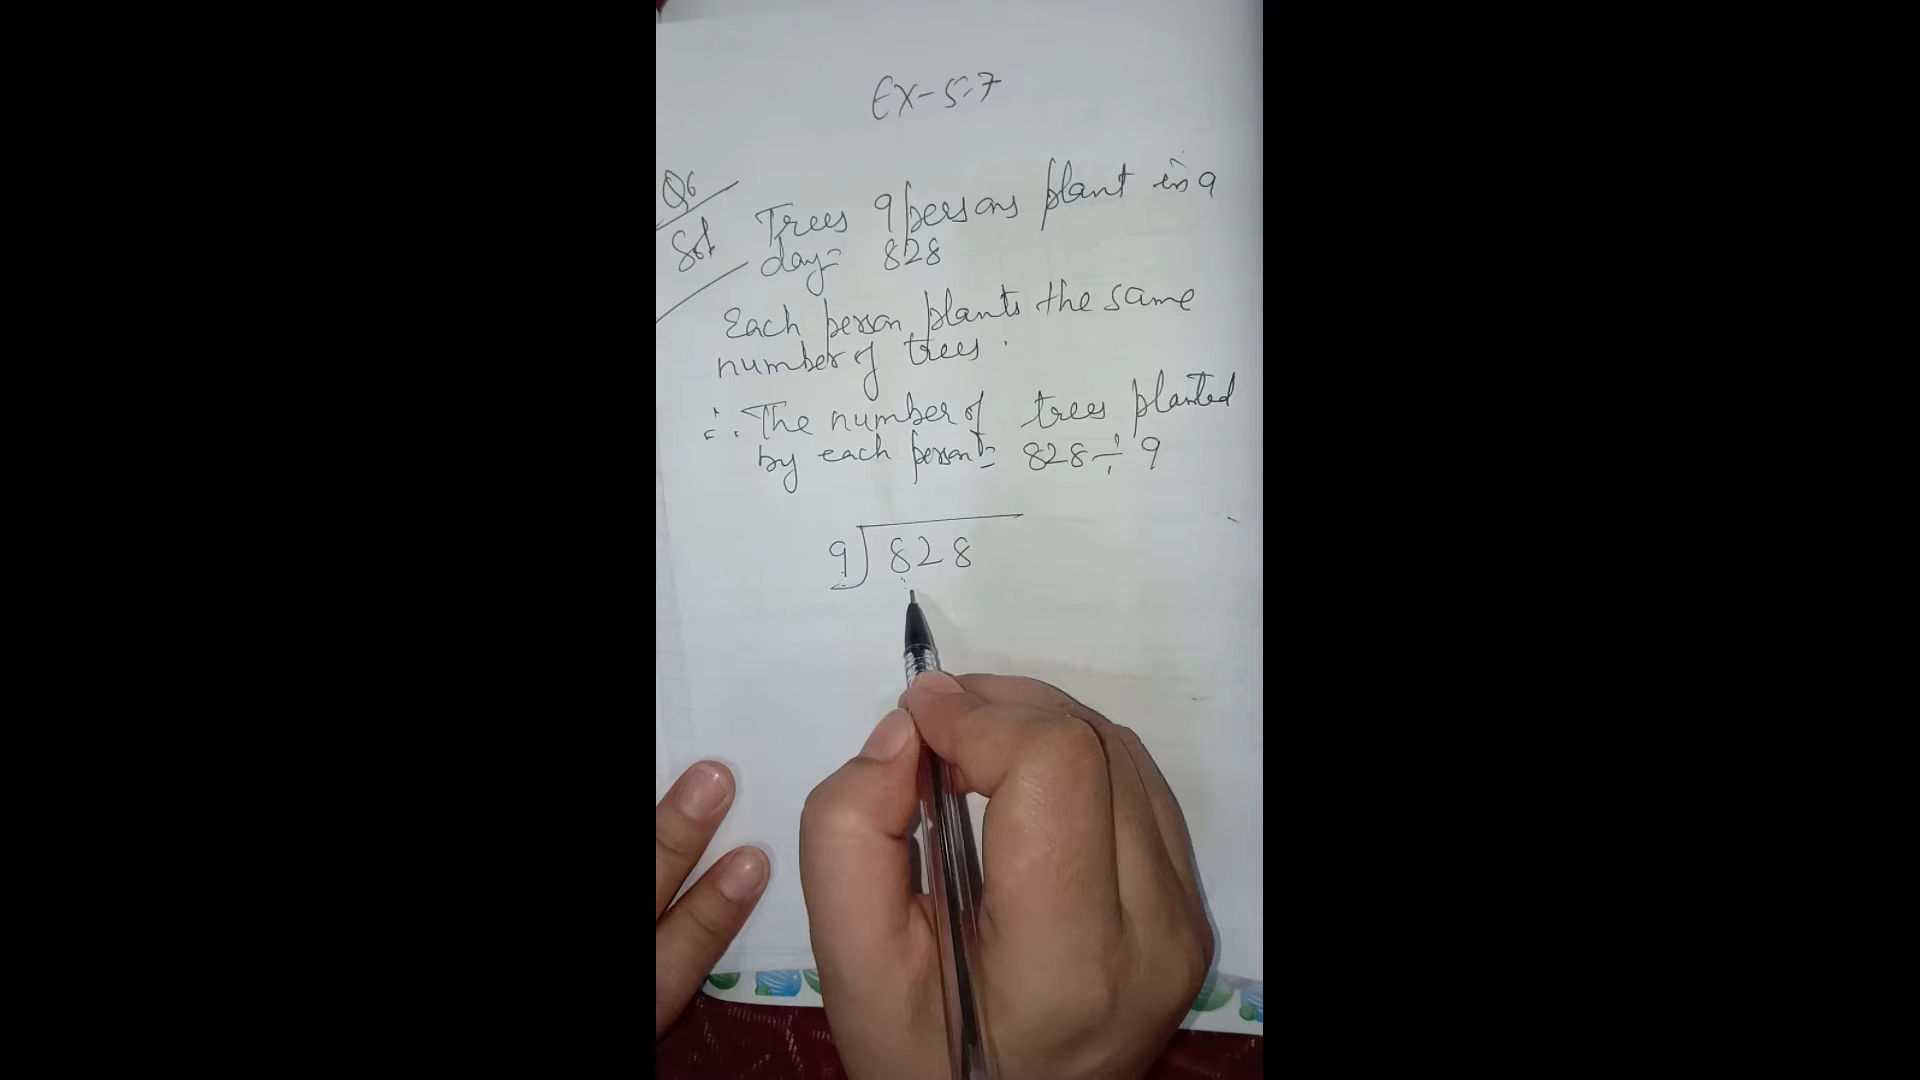 Ex-5.7
Q6
Sol Trees 9 persons plant in a
day= 828
Each person plants the same
number of trees.
∴ The number of trees planted
by each person = 828 ÷ 9
9) 828